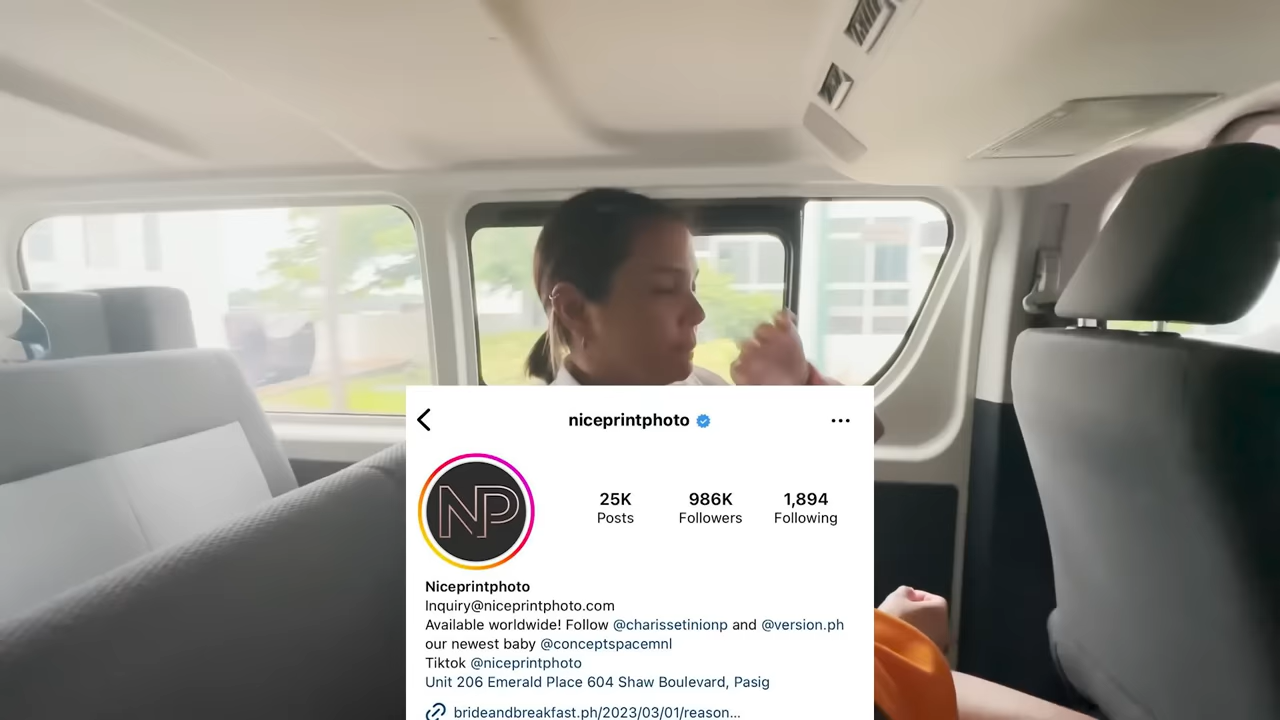 niceprintphoto
NP
25K 986K 1,894
Posts Followers Following
Niceprintphoto
Inquiry@niceprintphoto.com
Available worldwide! Follow @charissetinionp and @version.ph
our newest baby @conceptspacemnl
Tiktok @niceprintphoto
Unit 206 Emerald Place 604 Shaw Boulevard, Pasig
brideandbreakfast.ph/2023/03/01/reason...